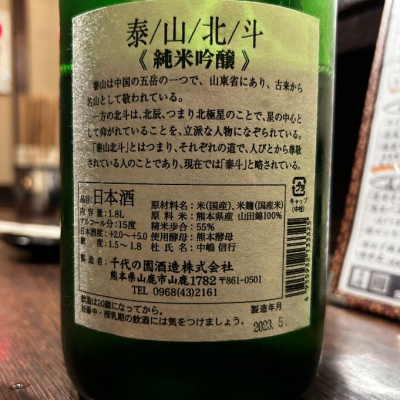 泰/山/北/斗
《純米吟醸》
泰山は中国の五岳の一つで、山東省にあり、古来から
名山として敬われている。
一方の北斗は、北辰、つまり北極星のことで、星の中心と
して仰がれていることを、立派な人物になぞられている。
「泰山北斗」とはつまり、それぞれの道で、人びとから尊敬
されている人のことであり、現在では「泰斗」と略されている。
品目:日本酒
内容量:1.8L
アルコール分:15度
日本酒度:+2.0~+5.0
酸度:1.5~1.8
原材料名:米(国産)、米麹(国産米)
原料米:熊本県産 山田錦100%
精米歩合:55%
使用酵母:熊本酵母
杜氏名:中嶋 信行
製造者:千代の園酒造株式会社
熊本県山鹿市山鹿1782 〒861-0501
TEL 0968(43)2161
飲酒は20歳になってから。
妊娠中・授乳期の飲酒には気をつけましょう。
製造年月
2023.5
キャップ
(中栓)